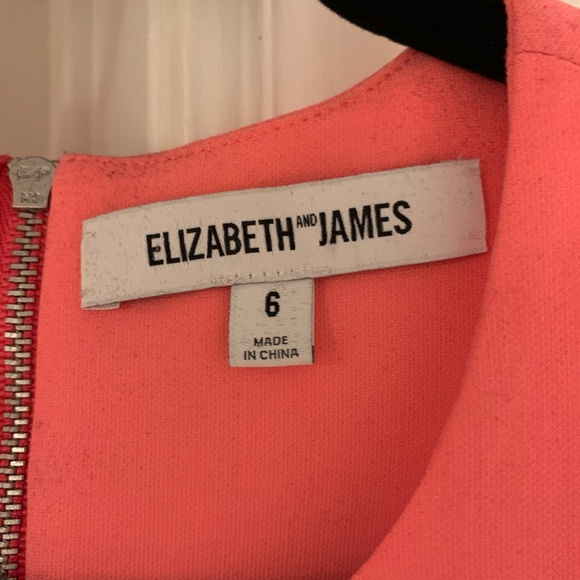 ELIZABETH AND JAMES
6
MADE
IN CHINA